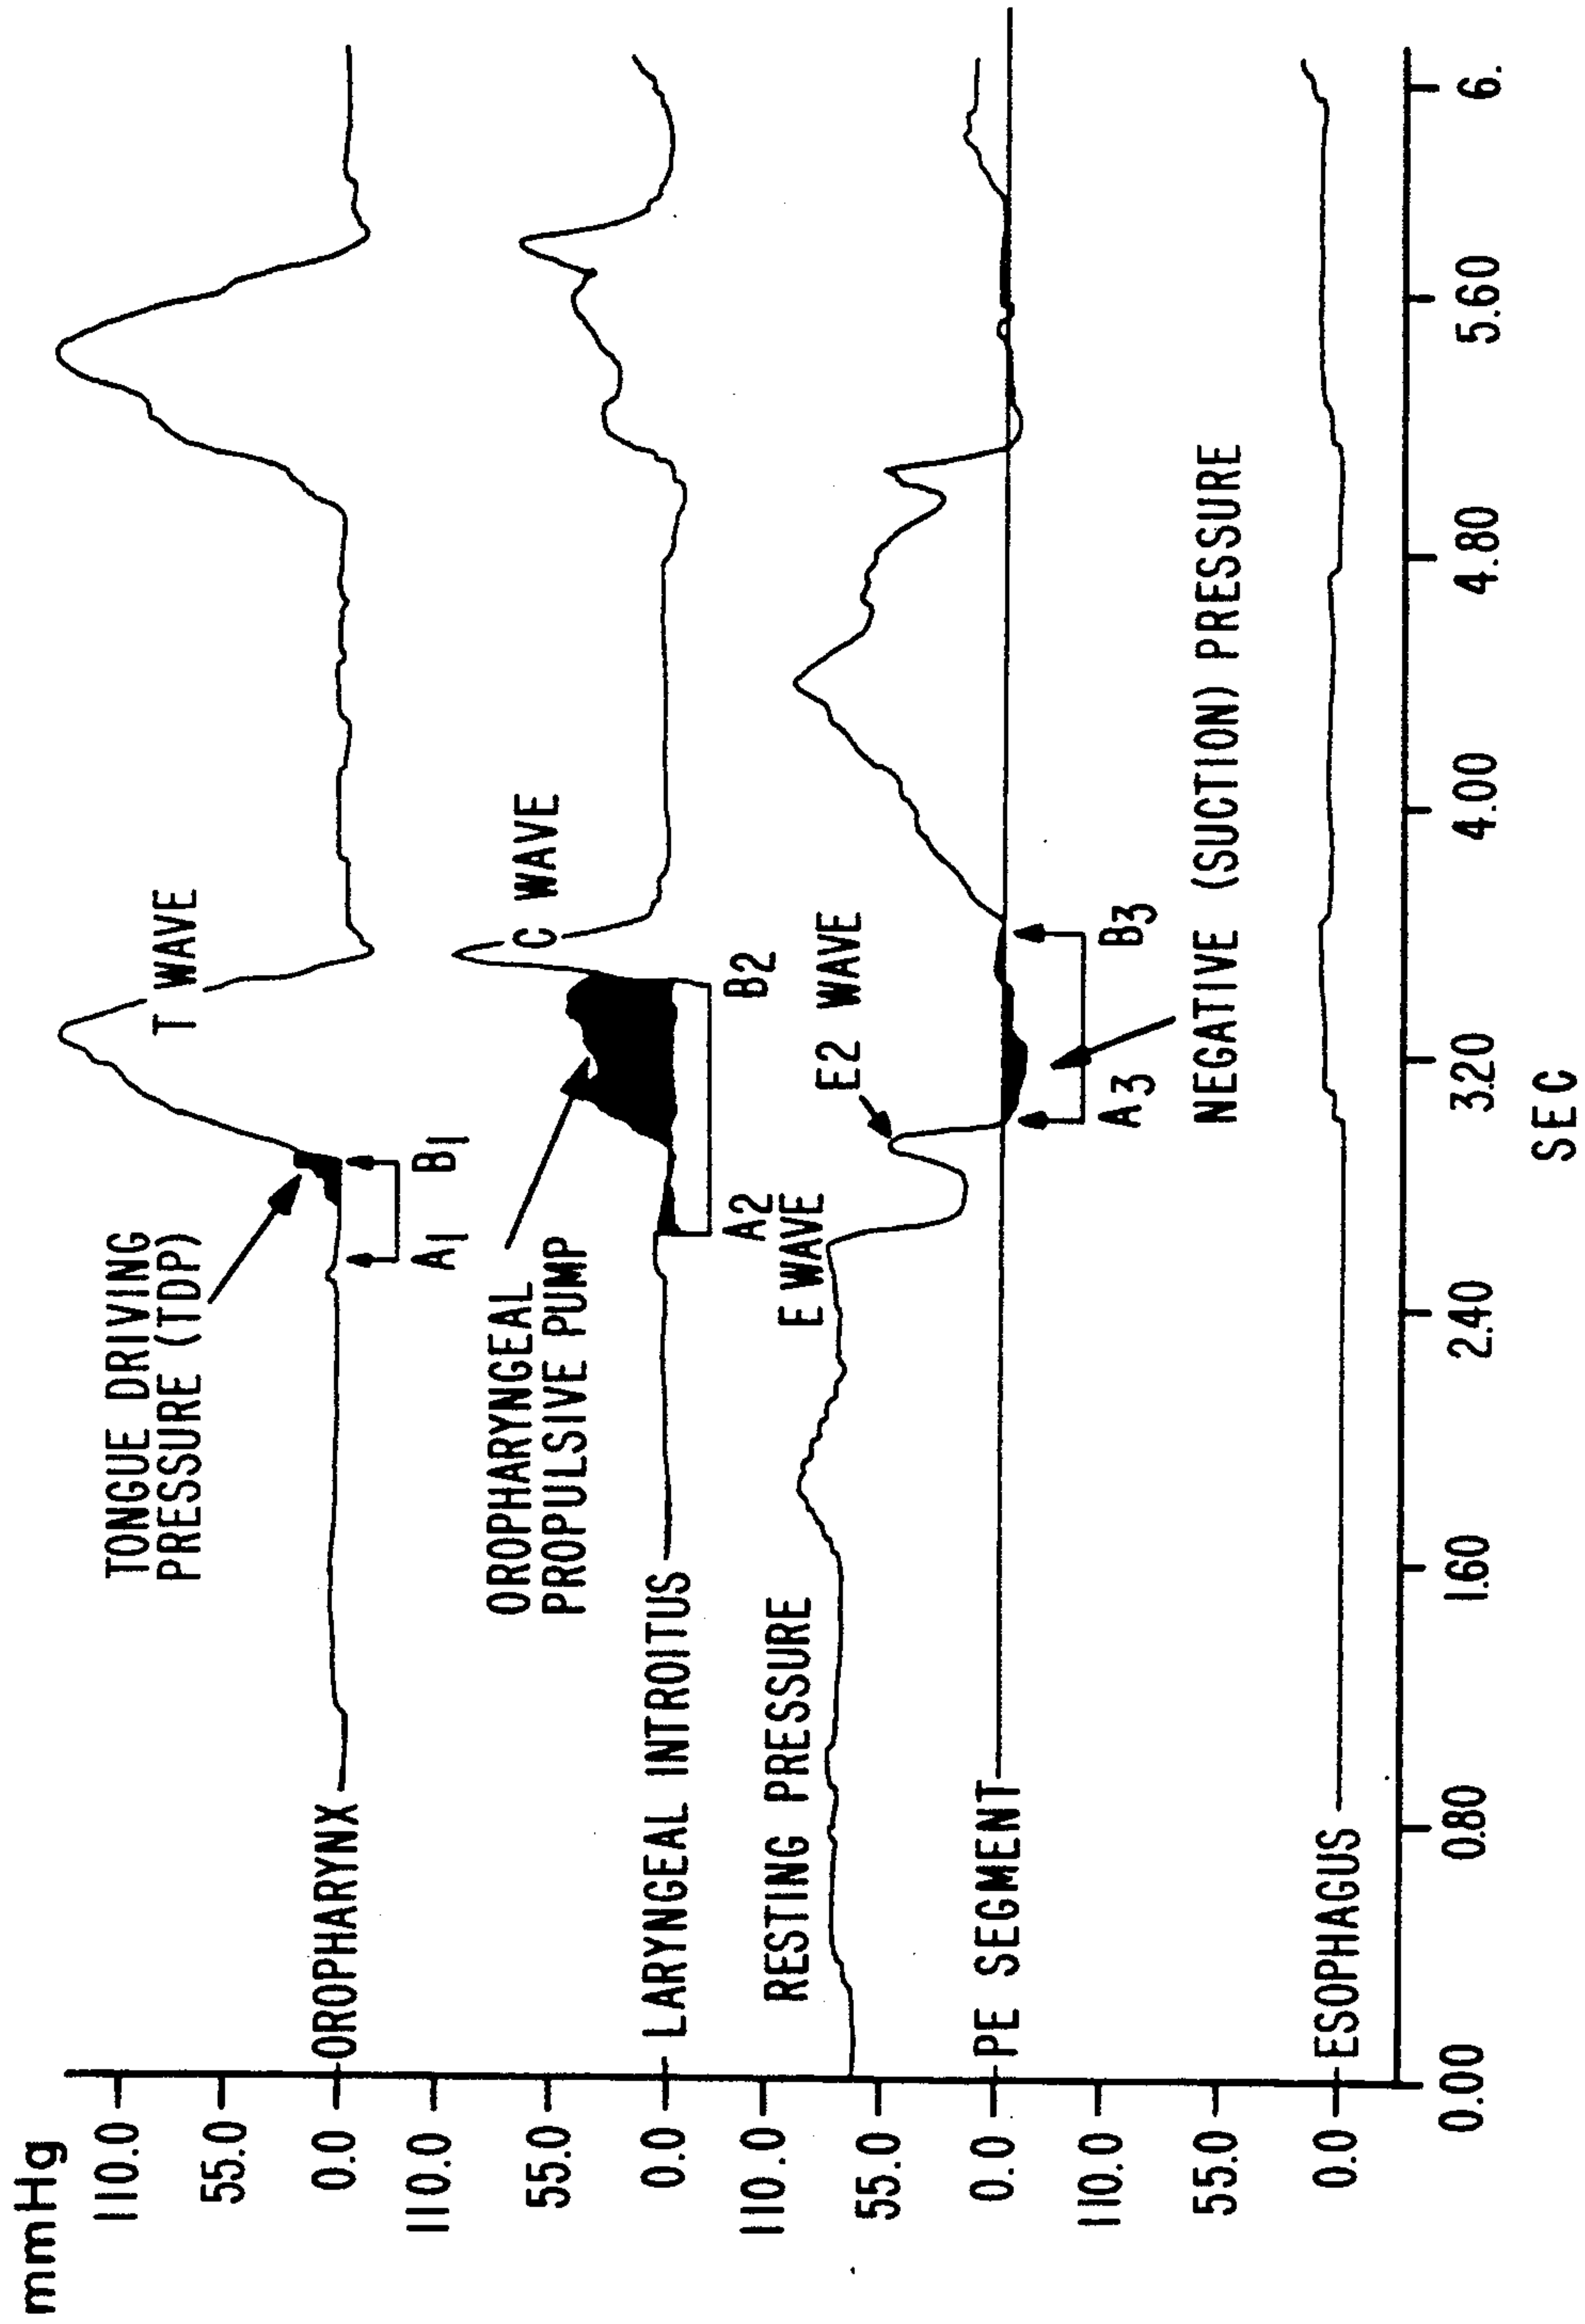 mmHg
110.0
55.0
0.0
110.0
55.0
0.0
110.0
55.0
0.0
110.0
55.0
0.0
TONGUE DRIVING
PRESSURE (TDP)
T WAVE
OROPHARYNX
A1
B1
OROPHARYNGEAL
PROPULSIVE PUMP
C WAVE
LARYNGEAL INTROITUS
A2
B2
RESTING PRESSURE
E WAVE
E2 WAVE
PE SEGMENT
A3
B3
NEGATIVE (SUCTION) PRESSURE
ESOPHAGUS
0.00
0.80
1.60
2.40
3.20
4.00
4.80
5.60
6.
SEC